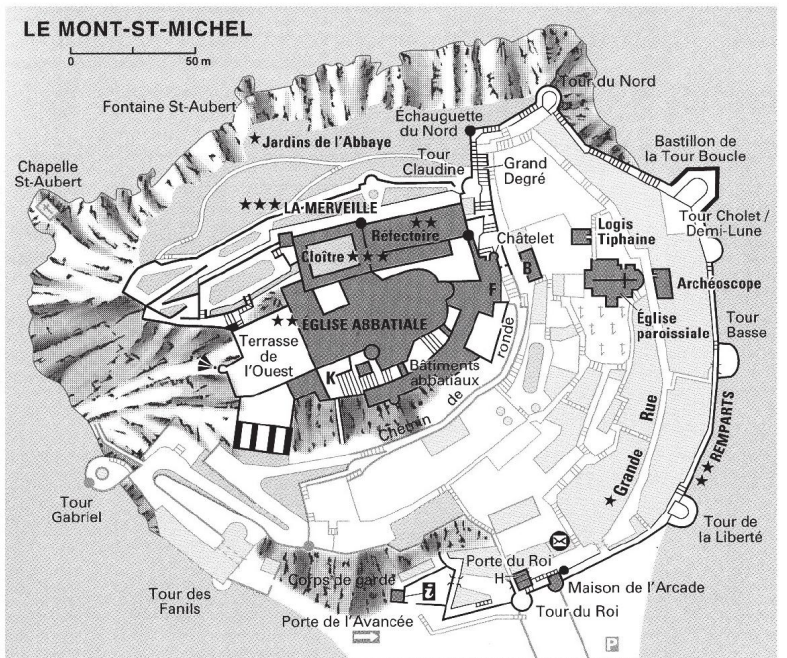 LE MONT-ST-MICHEL
0 50 m
Tour du Nord
Fontaine St-Aubert
Échauguette
du Nord
★ Jardins de l'Abbaye
Bastillon de
la Tour Boucle
Tour
Claudine
Grand
Degré
Chapelle
St-Aubert
★★★ LA MERVEILLE
★★
Réfectoire
Tour Cholet /
Demi-Lune
Logis
Tiphaine
Châtelet
Cloître ★★★
B
F
Archéoscope
Église
paroissiale
★★ ÉGLISE ABBATIALE
Terrasse
de
l'Ouest
Tour
Basse
K
Bâtiments
abbatiaux
Chemin de ronde
★ Grande Rue
★★ REMPARTS
Tour
Gabriel
Tour de
la Liberté
Porte du Roi
Corps de garde
H
i
Maison de l'Arcade
Tour des
Fanils
Tour du Roi
Porte de l'Avancée
P